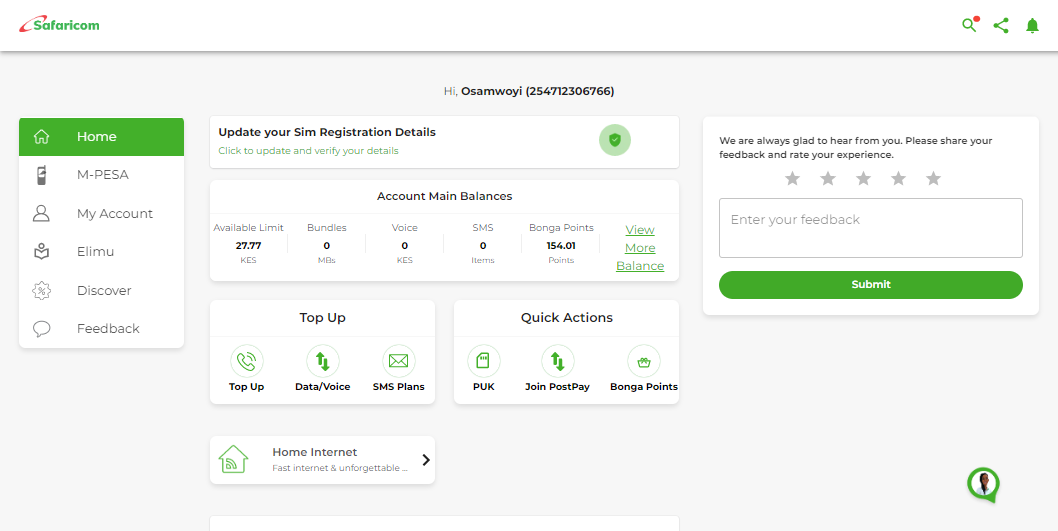 Safaricom
Hi, Osamwoyi (254712306766)
Home
M-PESA
My Account
Elimu
Discover
Feedback
Update your Sim Registration Details
Click to update and verify your details
Account Main Balances
Available Limit
27.77
KES
Bundles
0
MBs
Voice
0
KES
SMS
0
Items
Bonga Points
154.01
Points
View
More
Balance
Top Up
Top Up
Data/Voice
SMS Plans
Quick Actions
PUK
Join PostPay
Bonga Points
Home Internet
Fast internet & unforgettable ...
We are always glad to hear from you. Please share your
feedback and rate your experience.
Enter your feedback
Submit